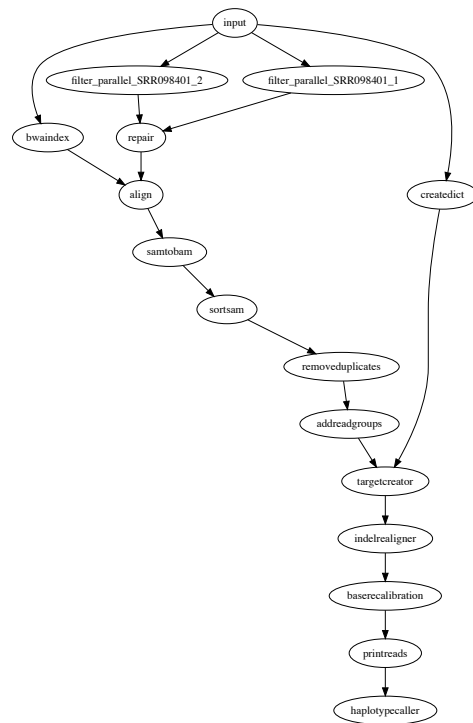 input
filter_parallel_SRR098401_2
filter_parallel_SRR098401_1
bwaindex
repair
align
createdict
samtobam
sortsam
removeduplicates
addreadgroups
targetcreator
indelrealigner
baserecalibration
printreads
haplotypecaller